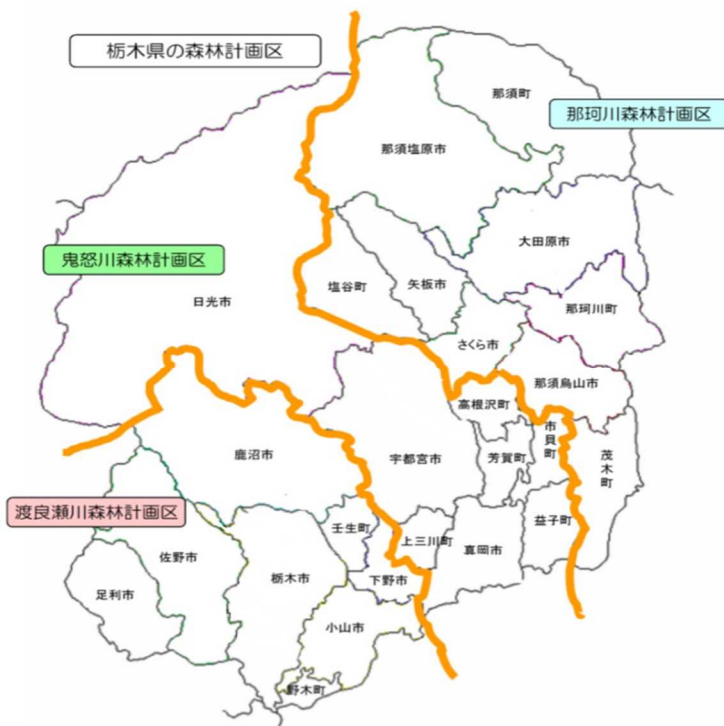 栃木県の森林計画区
那須町
那珂川森林計画区
那須塩原市
大田原市
鬼怒川森林計画区
日光市
塩谷町
矢板市
那珂川町
さくら市
那須烏山市
高根沢町
市貝町
茂木町
鹿沼市
宇都宮市
芳賀町
渡良瀬川森林計画区
壬生町
上三川町
真岡市
益子町
佐野市
栃木市
下野市
足利市
小山市
野木町